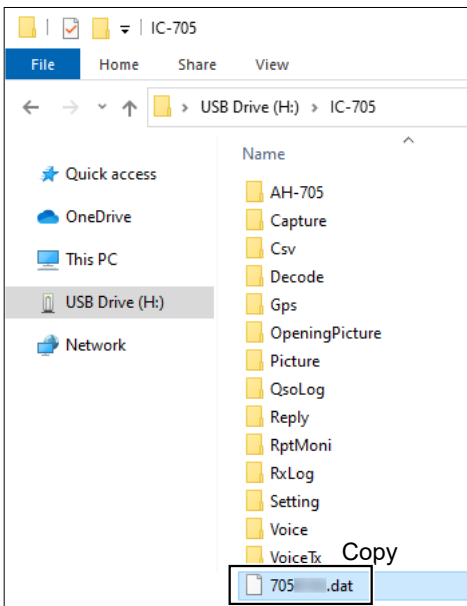 IC-705
File Home Share View
USB Drive (H:) IC-705
Name
Quick access
OneDrive
This PC
USB Drive (H:)
Network
AH-705
Capture
Csv
Decode
Gps
OpeningPicture
Picture
QsoLog
Reply
RptMoni
RxLog
Setting
Voice
VoiceTx
Copy
705 .dat